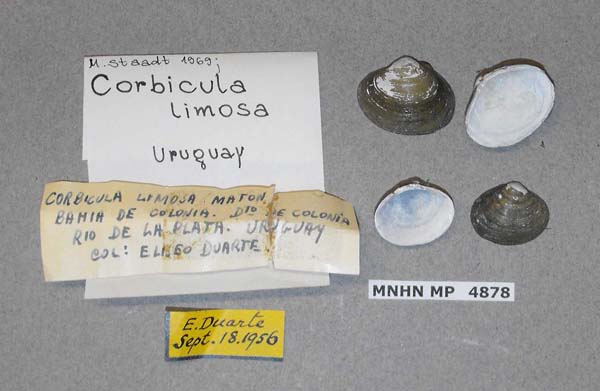 M. Staadt 1969;
Corbicula
limosa
Uruguay
CORBICULA LIMOSA MATON
BAHIA DE COLONIA. Dto DE COLONIA
RIO DE LA PLATA. URUGUAY
COL: ELISEO DUARTE.
MNHN MP 4878
E. Duarte
Sept. 18. 1956